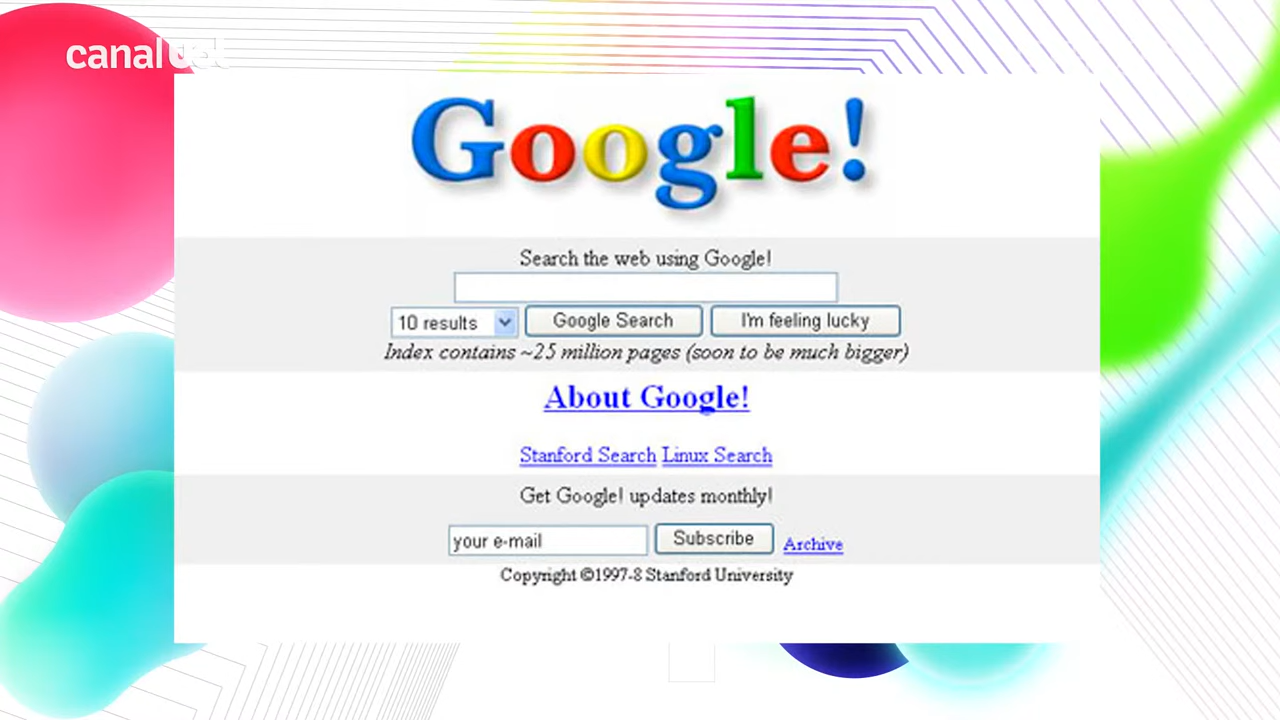 canal
Google!
Search the web using Google!
10 results Google Search I'm feeling lucky
Index contains ~25 million pages (soon to be much bigger)
About Google!
Stanford Search Linux Search
Get Google! updates monthly!
your e-mail Subscribe Archive
Copyright ©1997-8 Stanford University